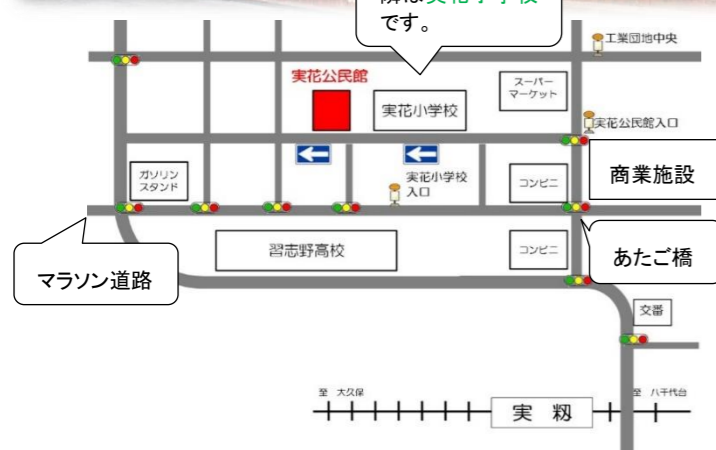 隣は実花小学校
です。
工業団地中央
実花公民館
スーパー
マーケット
実花小学校
実花公民館入口
ガソリン
スタンド
実花小学校
入口
コンビニ
商業施設
習志野高校
コンビニ
あたご橋
マラソン道路
交番
至 大久保
至 八千代台
実 籾